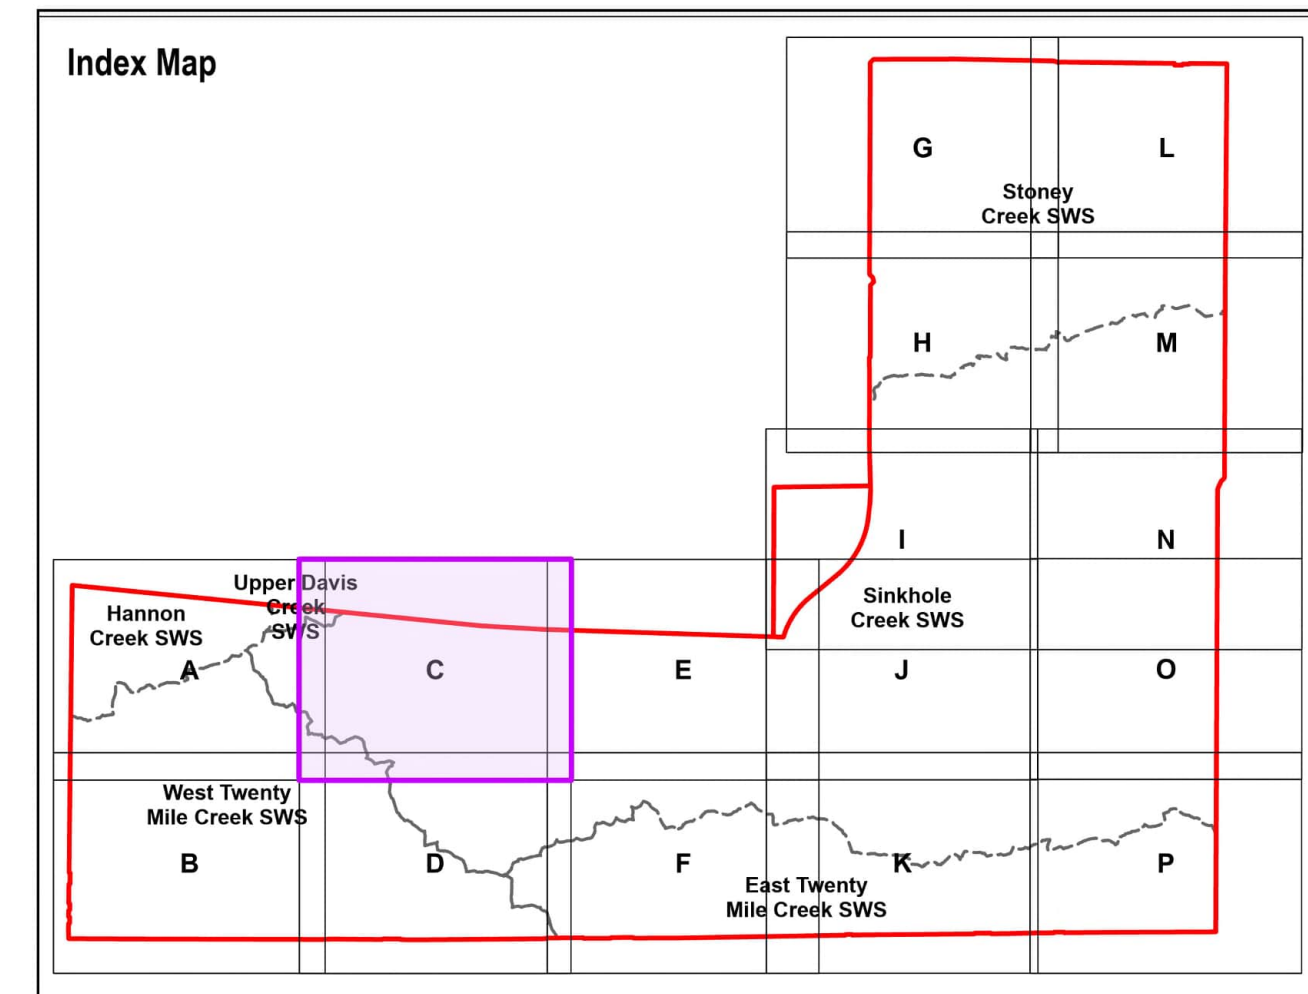 Index Map
G
L
Stoney
Creek SWS
H
M
I
N
Upper Davis
Creek
SWS
Hannon
Creek SWS
Sinkhole
Creek SWS
A
C
E
J
O
West Twenty
Mile Creek SWS
B
D
F
K
P
East Twenty
Mile Creek SWS